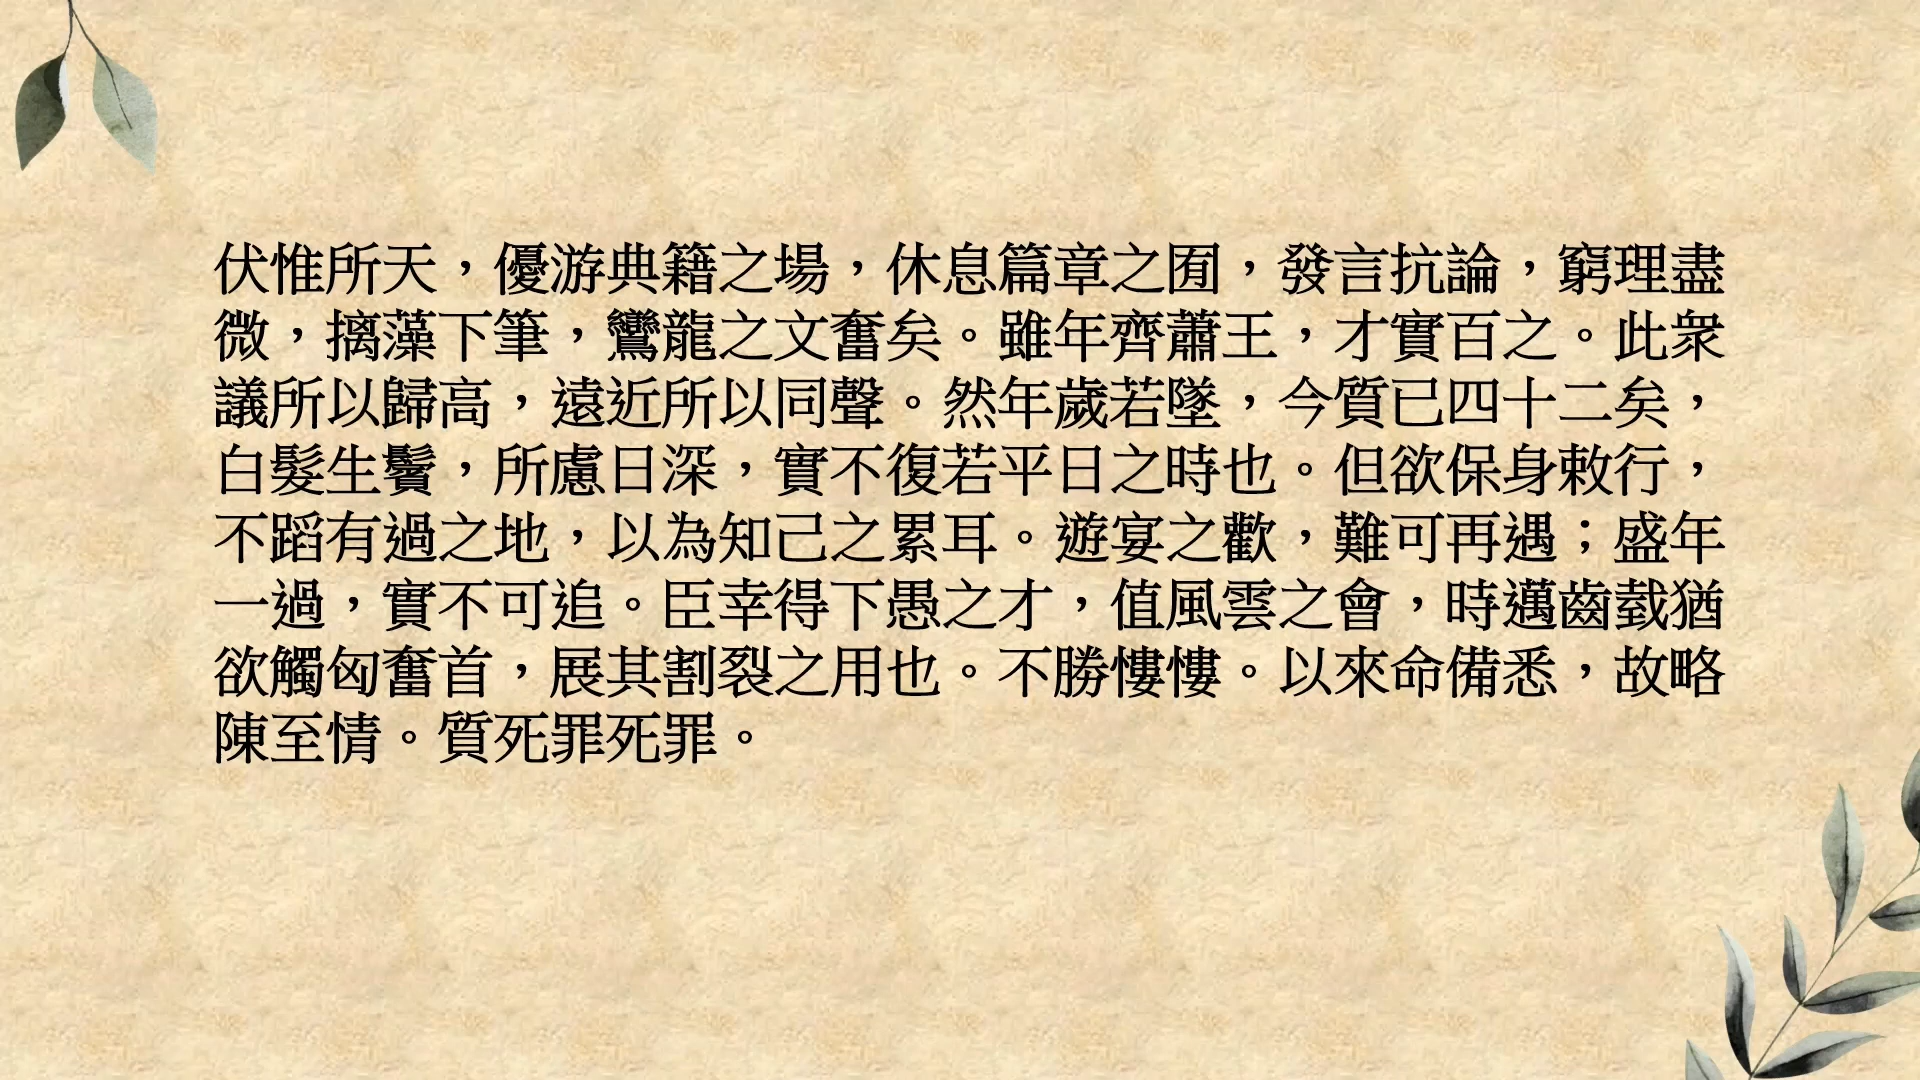 伏惟所天，優游典籍之場，休息篇章之囿，發言抗論，窮理盡
微，摛藻下筆，鸞龍之文奮矣。雖年齊蕭王，才實百之。此衆
議所以歸高，遠近所以同聲。然年歲若墜，今質已四十二矣，
白髮生鬢，所慮日深，實不復若平日之時也。但欲保身敕行，
不蹈有過之地，以為知己之累耳。遊宴之歡，難可再遇；盛年
一過，實不可追。臣幸得下愚之才，值風雲之會，時邁齒臷猶
欲觸匈奮首，展其割裂之用也。不勝慺慺。以來命備悉，故略
陳至情。質死罪死罪。